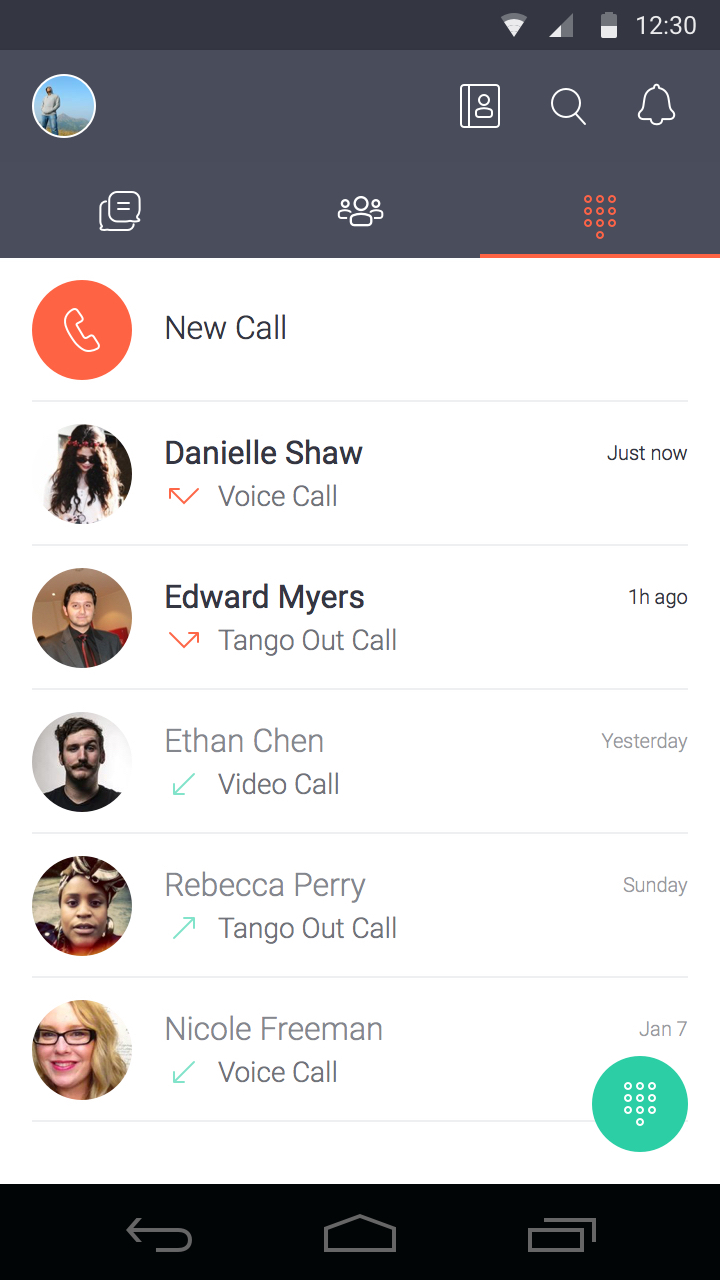 12:30
New Call
Danielle Shaw
Just now
Voice Call
Edward Myers
1h ago
Tango Out Call
Ethan Chen
Yesterday
Video Call
Rebecca Perry
Sunday
Tango Out Call
Nicole Freeman
Jan 7
Voice Call